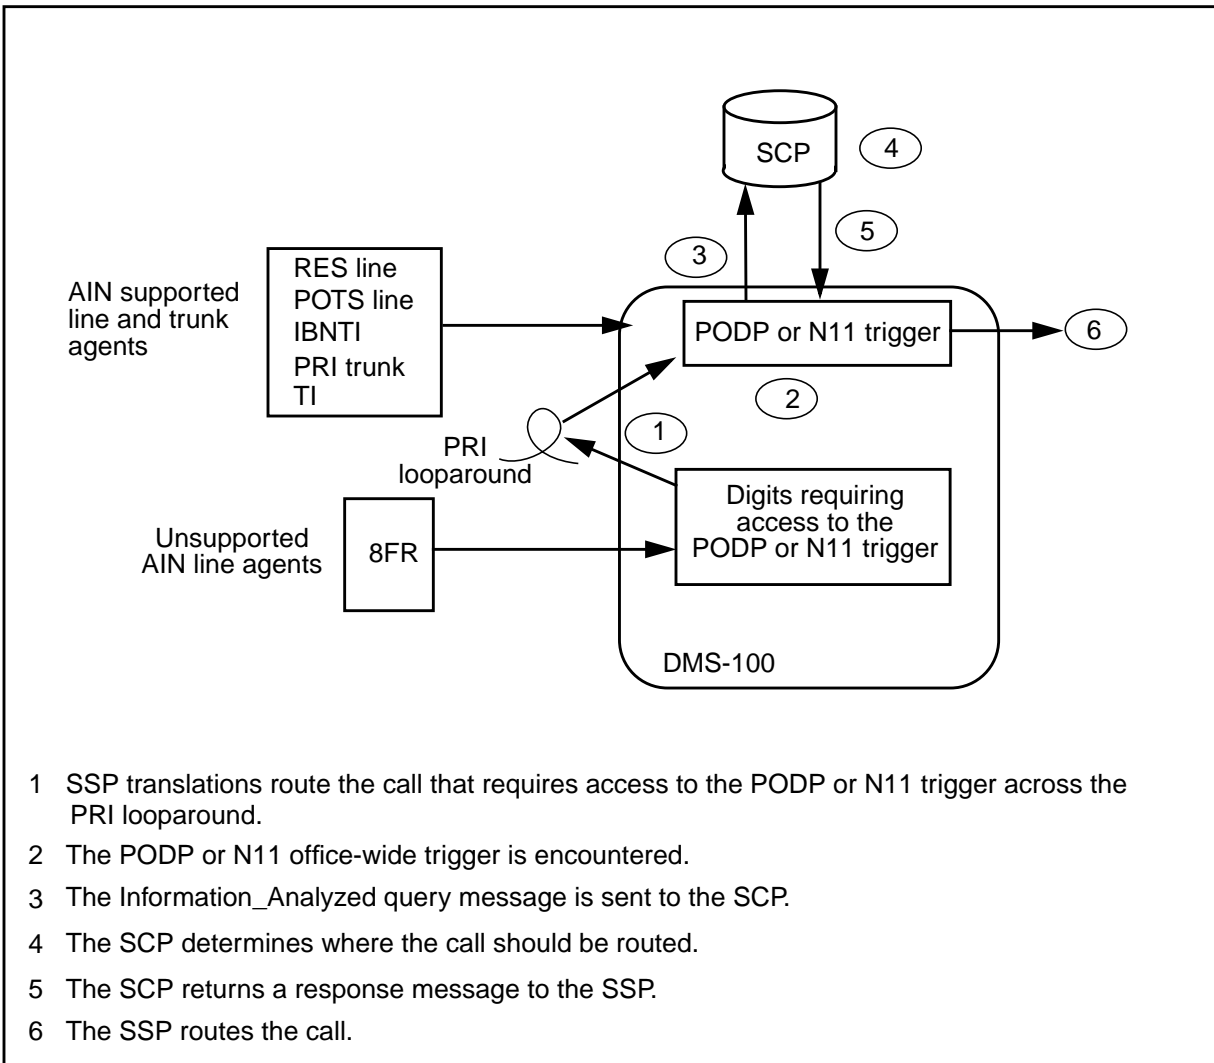 SCP
4
5
3
RES line
POTS line
IBNTI
PRI trunk
TI
AIN supported
line and trunk
agents
PODP or N11 trigger
6
2
1
PRI
looparound
Digits requiring
access to the
PODP or N11 trigger
Unsupported
AIN line agents
8FR
DMS-100
1 SSP translations route the call that requires access to the PODP or N11 trigger across the
PRI looparound.
2 The PODP or N11 office-wide trigger is encountered.
3 The Information_Analyzed query message is sent to the SCP.
4 The SCP determines where the call should be routed.
5 The SCP returns a response message to the SSP.
6 The SSP routes the call.